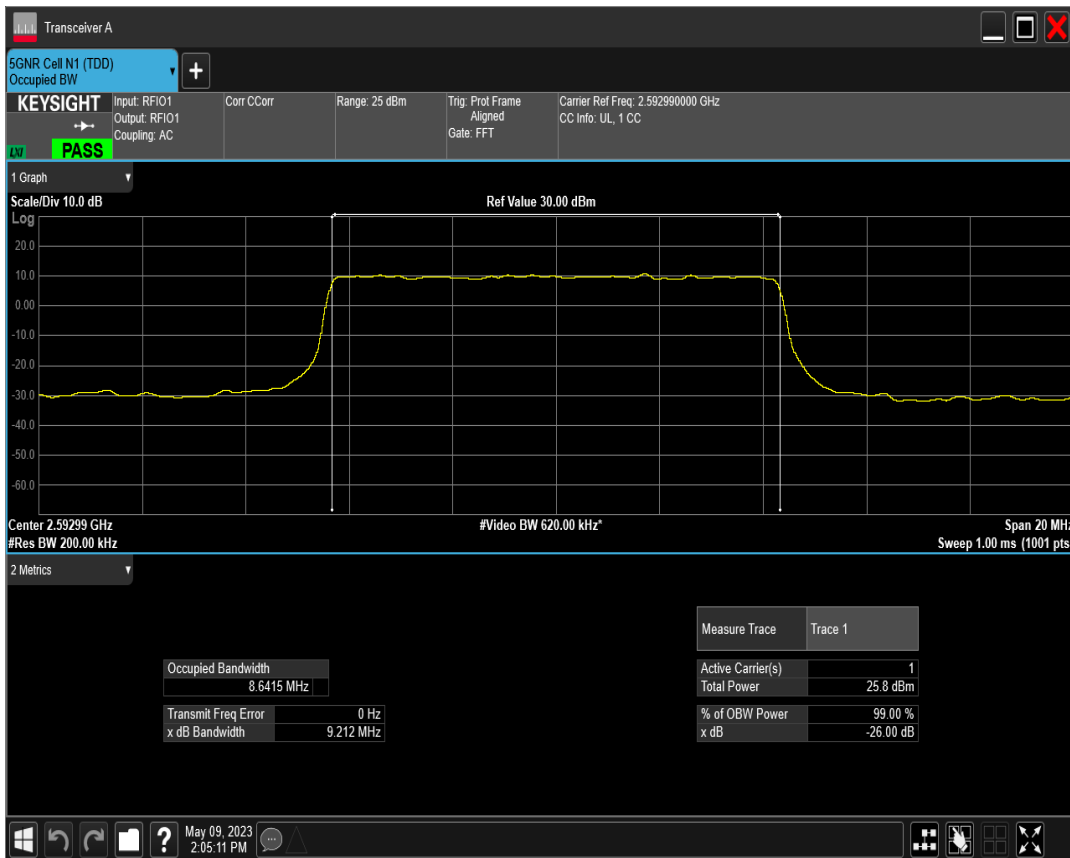 Transceiver A
5GNR Cell N1 (TDD)
Occupied BW
+
KEYSIGHT
LXI
PASS
Input: RFIO1
Output: RFIO1
Coupling: AC
Corr CCorr
Range: 25 dBm
Trig: Prot Frame
Aligned
Gate: FFT
Carrier Ref Freq: 2.592990000 GHz
CC Info: UL, 1 CC
1 Graph
Scale/Div 10.0 dB
Ref Value 30.00 dBm
Log
20.0
10.0
0.00
-10.0
-20.0
-30.0
-40.0
-50.0
-60.0
Center 2.59299 GHz
#Video BW 620.00 kHz*
Span 20 MHz
#Res BW 200.00 kHz
Sweep 1.00 ms (1001 pts
2 Metrics
Measure Trace Trace 1
Occupied Bandwidth
8.6415 MHz
Active Carrier(s) 1
Total Power 25.8 dBm
Transmit Freq Error 0 Hz
x dB Bandwidth 9.212 MHz
% of OBW Power 99.00 %
x dB -26.00 dB
?
May 09, 2023
2:05:11 PM